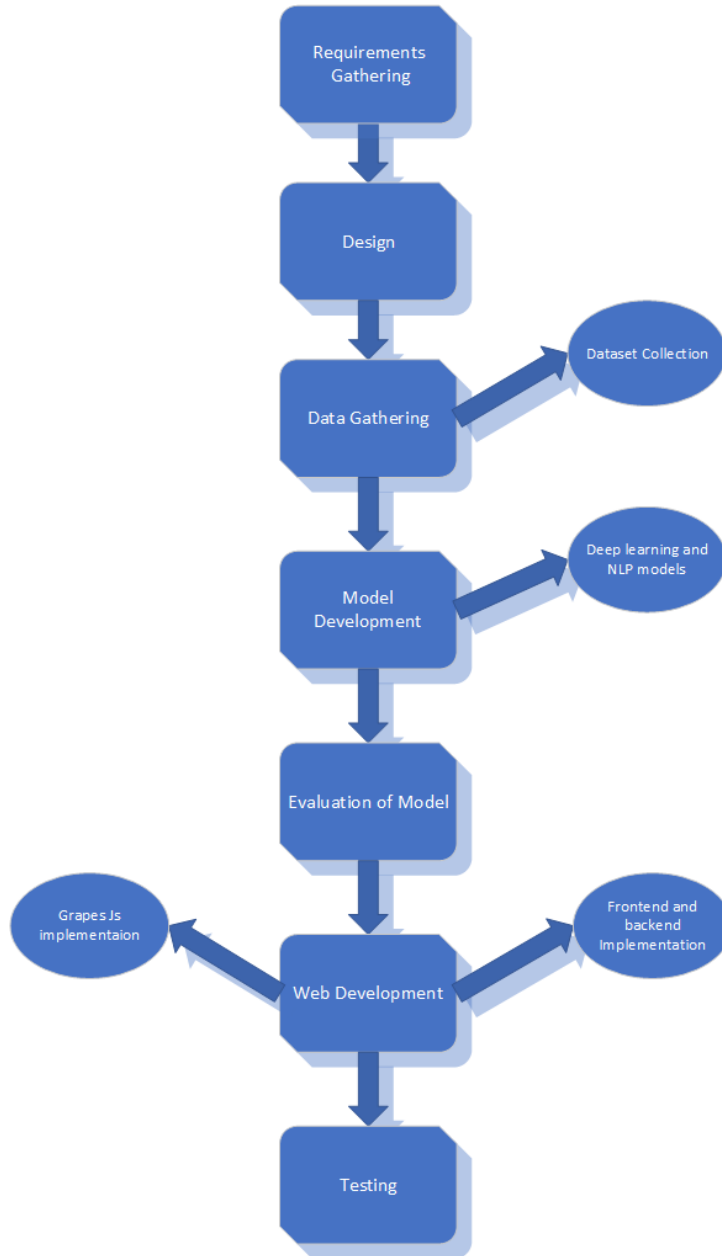 Requirements
Gathering
Design
Dataset Collection
Data Gathering
Deep learning and
NLP models
Model
Development
Evaluation of Model
Grapes Js
implementaion
Frontend and
backend
Implementation
Web Development
Testing